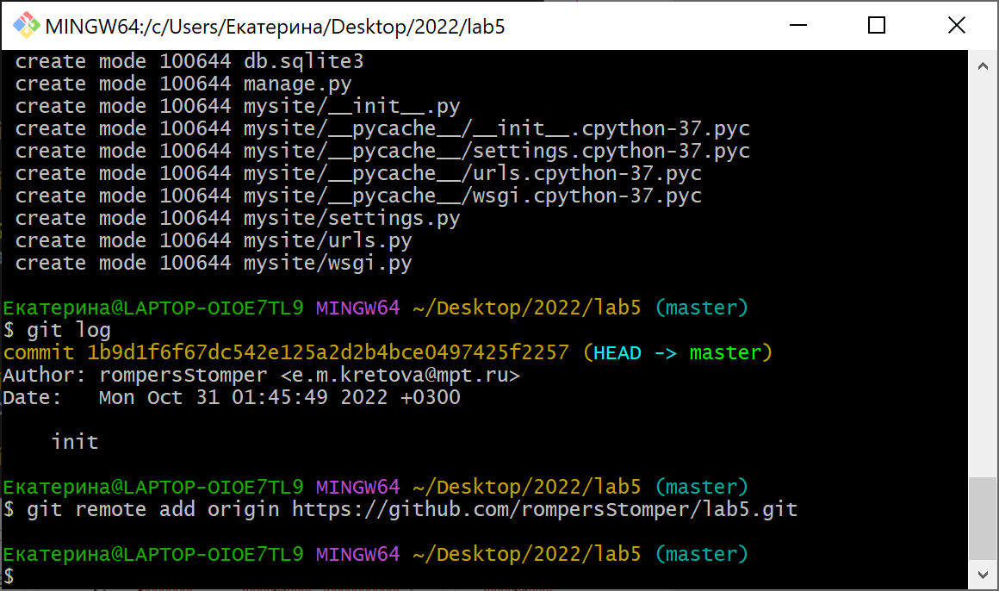 MINGW64:/c/Users/Екатерина/Desktop/2022/lab5
create mode 100644 db.sqlite3
create mode 100644 manage.py
create mode 100644 mysite/__init__.py
create mode 100644 mysite/__pycache__/__init__.cpython-37.pyc
create mode 100644 mysite/__pycache__/settings.cpython-37.pyc
create mode 100644 mysite/__pycache__/urls.cpython-37.pyc
create mode 100644 mysite/__pycache__/wsgi.cpython-37.pyc
create mode 100644 mysite/settings.py
create mode 100644 mysite/urls.py
create mode 100644 mysite/wsgi.py
Екатерина@LAPTOP-OIOE7TL9 MINGW64 ~/Desktop/2022/lab5 (master)
$ git log
commit 1b9d1f6f67dc542e125a2d2b4bce0497425f2257 (HEAD -> master)
Author: rompersStomper <e.m.kretova@mpt.ru>
Date:   Mon Oct 31 01:45:49 2022 +0300
init
Екатерина@LAPTOP-OIOE7TL9 MINGW64 ~/Desktop/2022/lab5 (master)
$ git remote add origin https://github.com/rompersStomper/lab5.git
Екатерина@LAPTOP-OIOE7TL9 MINGW64 ~/Desktop/2022/lab5 (master)
$